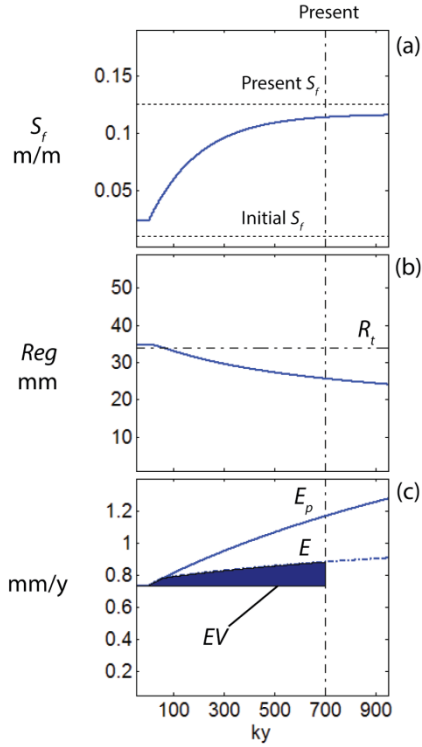 Present
(a)
0.15
Present S_f
0.1
S_f
m/m
0.05
Initial S_f
(b)
50
R_t
40
Reg
30
mm
20
10
(c)
1.2
E_p
1
E
0.8
mm/y
0.6
EV
0.4
0.2
100 300 500 700 900
ky